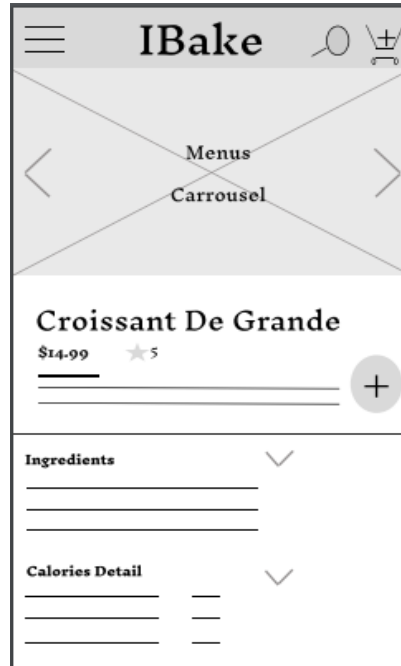 IBake
Menus
Carrousel
Croissant De Grande
$14.99 5
Ingredients
Calories Detail